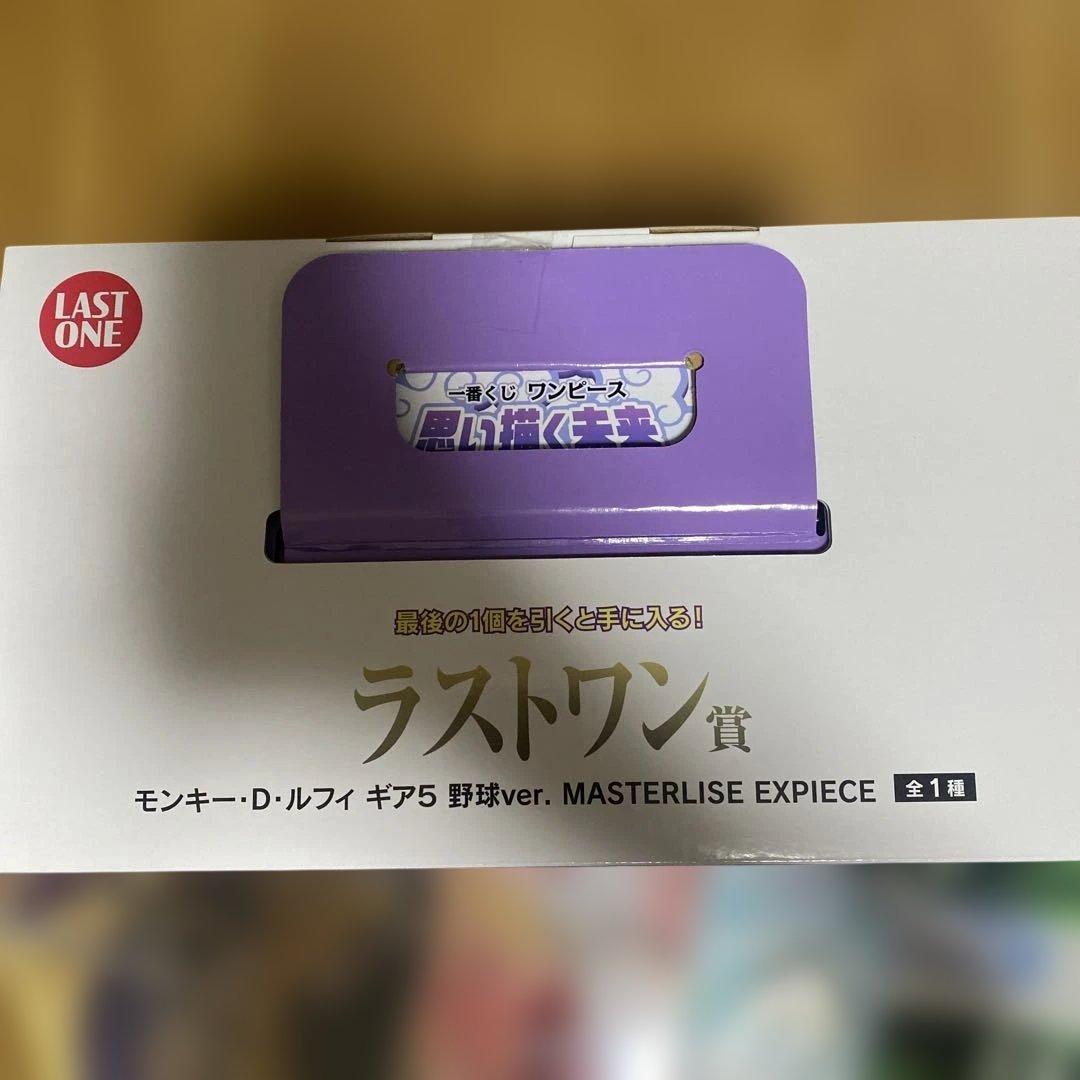 LAST
ONE
一番くじ ワンピース
思い描く未来
最後の1個を引くと手に入る!
ラストワン賞
モンキー・D・ルフィ ギア5 野球ver. MASTERLISE EXPIECE 全1種